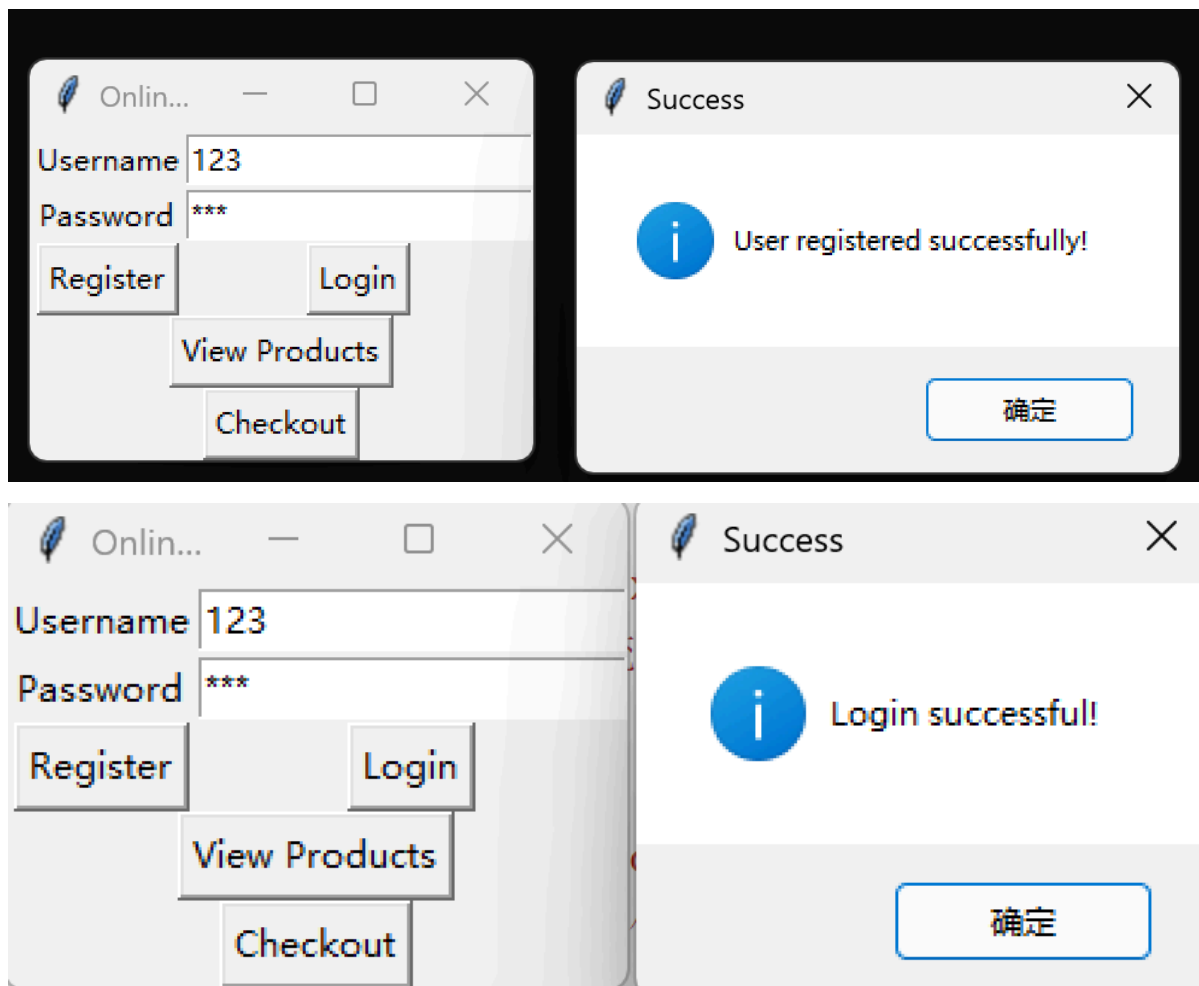 Onlin...
Success
Username 123
Password ***
User registered successfully!
Register Login
View Products
Checkout
确定
Onlin...
Success
Username 123
Password ***
Login successful!
Register Login
View Products
Checkout
确定